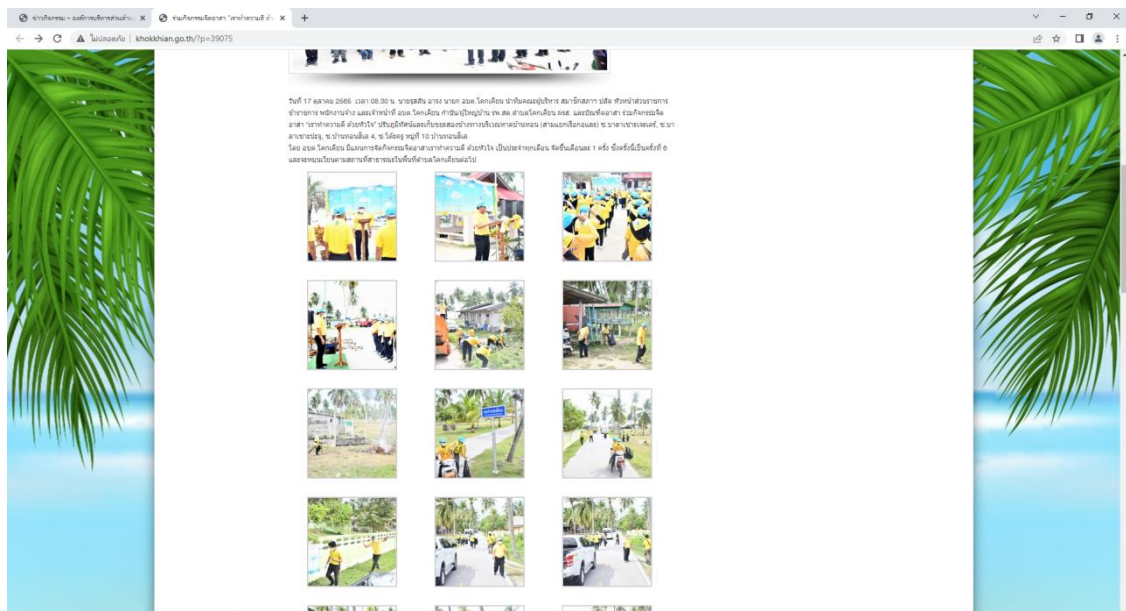 ข่าวกิจกรรม – องค์การบริหารส่วนตำบ
ร่วมกิจกรรมจิตอาสา "เราทำความดี ด้ว
ไม่ปลอดภัย | khokkhian.go.th/?p=39075
วันที่ 17 ตุลาคม 2565 เวลา 08.30 น. นายรุสลัน อารง นายก อบต.โคกเคียน นำทีมคณะผู้บริหาร สมาชิกสภาฯ ปลัด หัวหน้าส่วนราชการ
ข้าราชการ พนักงานจ้าง และเจ้าหน้าที่ อบต.โคกเคียน กำนัน/ผู้ใหญ่บ้าน รพ.สต.ตำบลโคกเคียน ผรส. และบัณฑิตอาสา ร่วมกิจกรรมจิต
อาสา "เราทำความดี ด้วยหัวใจ" ปรับภูมิทัศน์และเก็บขยะสองข้างทางบริเวณหาดบ้านทอน (สามแยกเรือกอและ) ซ.บาลาเซาะเจะเตร์, ซ.บา
ลาเซาะปะจู, ซ.บ้านทอนฮีเล 4, ซ.โต๊ะครู หมู่ที่ 10 บ้านทอนฮีเล
โดย อบต.โคกเคียน มีแผนการจัดกิจกรรมจิตอาสาเราทำความดี ด้วยหัวใจ เป็นประจำทุกเดือน จัดขึ้นเดือนละ 1 ครั้ง ซึ่งครั้งนี้เป็นครั้งที่ 6
และจะหมุนเวียนตามสถานที่สาธารณะในพื้นที่ตำบลโคกเคียนต่อไป